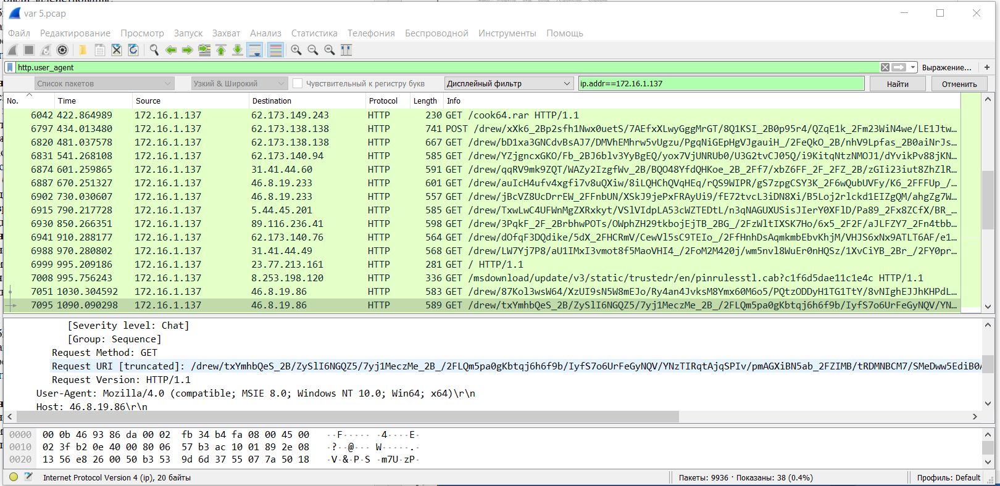 var 5.pcap
Файл Редактирование Просмотр Запуск Захват Анализ Статистика Телефония Беспроводной Инструменты Помощь
http.user_agent
Выражение... +
Список пакетов Узкий & Широкий Чувствительный к регистру букв Дисплейный фильтр ip.addr==172.16.1.137 Найти Отменить
No. Time Source Destination Protocol Length Info
6042 422.864989 172.16.1.137 62.173.149.243 HTTP 230 GET /cook64.rar HTTP/1.1
6797 434.013480 172.16.1.137 62.173.138.138 HTTP 741 POST /drew/xXk6_2Bp2sfh1Nwx0uetS/7AEfxXLwyGggMrGT/8Q1KSI_2B0p95r4/QZqE1k_2Fm23WiN4we/LE1Jtw…
6820 481.037578 172.16.1.137 62.173.138.138 HTTP 667 GET /drew/bD1xa3GNCdvBsAJ7/DMVhEMhrw5vUgzu/PgqNiGEpHgVJgauiH_/2FeQkO_2B/nhV9Lpfas_2B0aiNrJs…
6831 541.268108 172.16.1.137 62.173.140.94 HTTP 585 GET /drew/YZjgncxGKO/Fb_2BJ6blv3YyBgEQ/yox7VjUNRUb0/U3G2tvCJ05Q/i9KitqNtzNMOJ1/dYvikPv88jKN…
6874 601.259865 172.16.1.137 31.41.44.60 HTTP 591 GET /drew/qqRV9mk9ZQT/WAZy2IzgfWv_2B/BQO48YfdQHKoe_2B_2Ff7/xbZ6FF_2F_2FZ_2B/zGIi23iut8ZhZlR…
6887 670.251327 172.16.1.137 46.8.19.233 HTTP 601 GET /drew/auIcH4ufv4xgfi7v8uQXiw/8iLQHChQVqHEq/rQS9WIPR/gS7zpgCSY3K_2F6wQubUVFy/K6_2FFFUp_/…
6902 730.030607 172.16.1.137 46.8.19.233 HTTP 557 GET /drew/jBcVZ8UcDrrEW_2FFnbUN/XSkJ9jePxFRAyUi9/fE72tvcL3iDN8Xi/B5Loj2rlckd1EIZgQM/ahgZg7W…
6915 790.217728 172.16.1.137 5.44.45.201 HTTP 585 GET /drew/TxwLwC4UFWnMgZXRxkyt/VSlVIdpLA53cWZTEDtL/n3qNAGUXUSisJIerY0XFlD/Pa89_2Fx8ZCfX/BR_…
6930 850.266351 172.16.1.137 89.116.236.41 HTTP 598 GET /drew/3PqkF_2F_2BrbhwPOTs/OWphZH29tkbojEjTB_2BG_/2FzWltIXSK7Ho/6x5_2F2F/aJLFZY7_2Fn4tbb…
6941 910.288177 172.16.1.137 62.173.140.76 HTTP 564 GET /drew/dOfqF3DQdike/5dX_2FHCRmV/CewVl5sC9TEIo_/2FfHnhDsAqmkmbEbvKhjM/VHJS6xNx9ATLT6AF/e1…
6988 970.280802 172.16.1.137 31.41.44.49 HTTP 568 GET /drew/LW7Yj7P8/aU1IMxI3vmot8f5MaoVHI4_/2FoM2M420j/wm5nvl8WuEr0nHQSz/1XvCiYB_2Br_/2FY0pr…
6999 995.209186 172.16.1.137 23.77.213.161 HTTP 281 GET / HTTP/1.1
7008 995.756243 172.16.1.137 8.253.198.120 HTTP 336 GET /msdownload/update/v3/static/trustedr/en/pinrulesstl.cab?c1f6d5dae11c1e4c HTTP/1.1
7051 1030.304592 172.16.1.137 46.8.19.86 HTTP 583 GET /drew/87Kol3wsW64/XzUI9sN5W8mEJo/Ry4an4JvksM8Ymx60M6o5/PQtzODDyH1TG1TtY/8vNIghEJJhKHPdL…
7095 1090.090298 172.16.1.137 46.8.19.86 HTTP 589 GET /drew/txYmhbQeS_2B/ZySlI6NGQZ5/7yj1MeczMe_2B_/2FLQm5pa0gKbtqj6h6f9b/IyfS7o6UrFeGyNQV/YN…
[Severity level: Chat]
[Group: Sequence]
Request Method: GET
Request URI [truncated]: /drew/txYmhbQeS_2B/ZySlI6NGQZ5/7yj1MeczMe_2B_/2FLQm5pa0gKbtqj6h6f9b/IyfS7o6UrFeGyNQV/YNzTIRqtAjqSPIv/pmAGXiBN5ab_2FZIMB/tRDMNBCM7/SMeDww5EdiB0A
Request Version: HTTP/1.1
User-Agent: Mozilla/4.0 (compatible; MSIE 8.0; Windows NT 10.0; Win64; x64)\r\n
Host: 46.8.19.86\r\n
0000 00 0b 46 93 86 da 00 02 fb 34 b4 fa 08 00 45 00 ··F····· ·4····E·
0010 02 3f b2 0e 40 00 80 06 57 b3 ac 10 01 89 2e 08 ·?··@··· W·····.·
0020 13 56 e8 26 00 50 b3 53 9d 6d 37 55 07 7a 50 18 ·V·&·P·S ·m7U·zP·
Internet Protocol Version 4 (ip), 20 байты Пакеты: 9936 · Показаны: 38 (0.4%) Профиль: Default